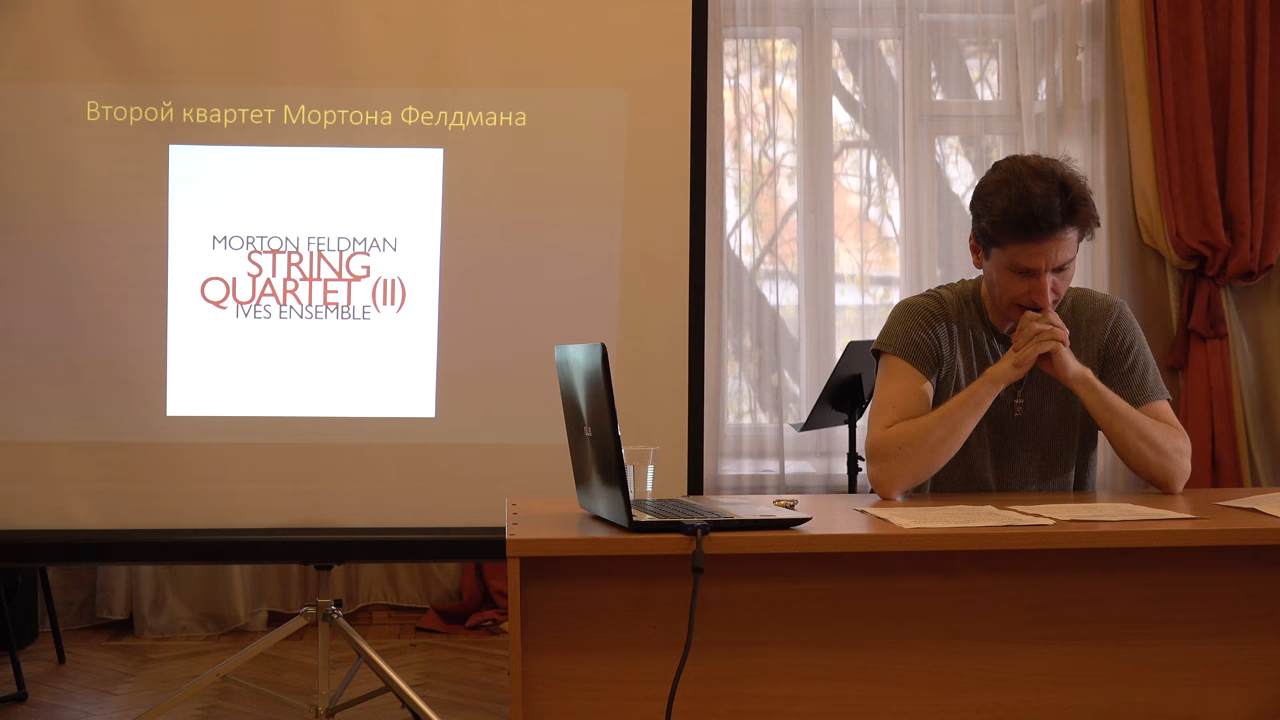 Второй квартет Мортона Фелдмана
MORTON FELDMAN
STRING
QUARTET (II)
IVES ENSEMBLE